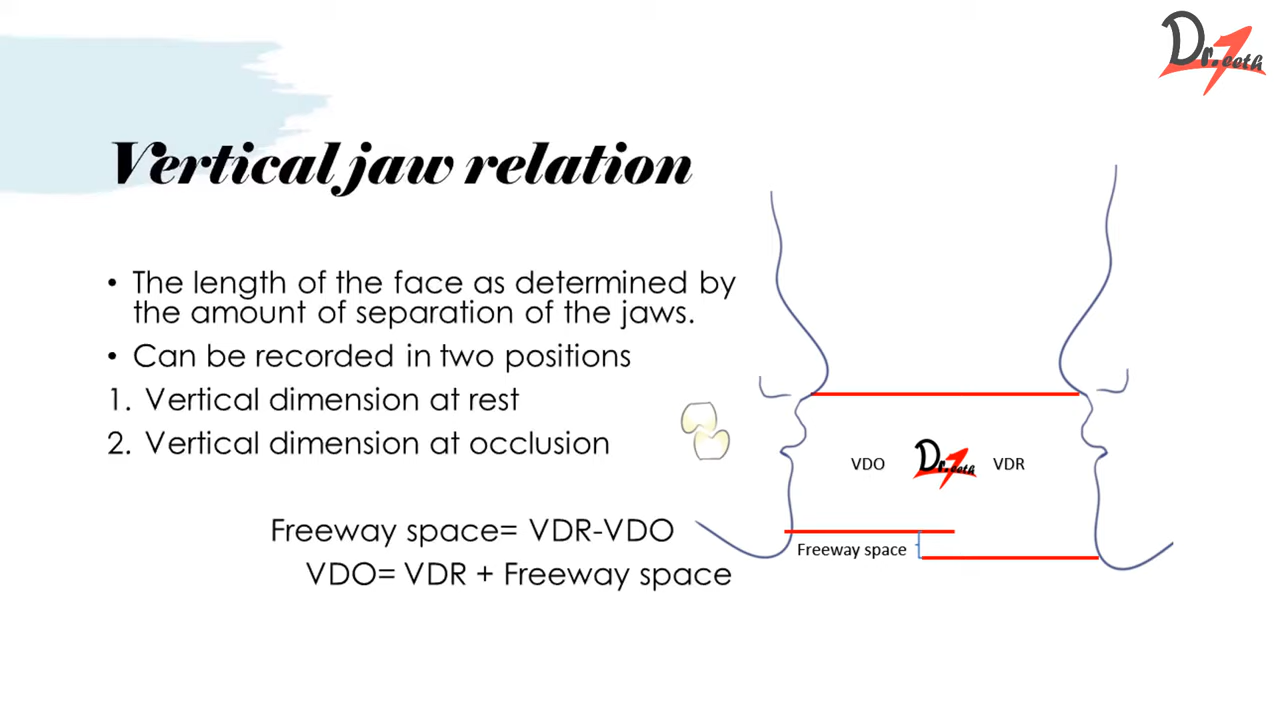 Dr. Teeth
Vertical jaw relation
• The length of the face as determined by
the amount of separation of the jaws.
• Can be recorded in two positions
1. Vertical dimension at rest
2. Vertical dimension at occlusion
VDO Dr. Teeth VDR
Freeway space= VDR-VDO
Freeway space
VDO= VDR + Freeway space